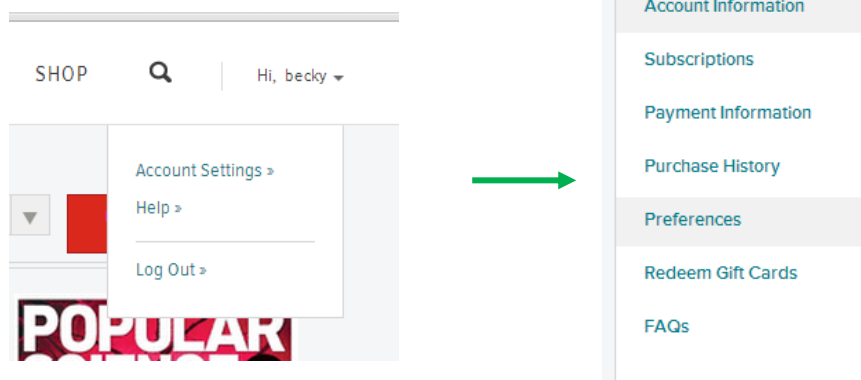 SHOP
Hi, becky
Account Settings »
Help »
Log Out »
POPULAR
SCIENCE
Account Information
Subscriptions
Payment Information
Purchase History
Preferences
Redeem Gift Cards
FAQs